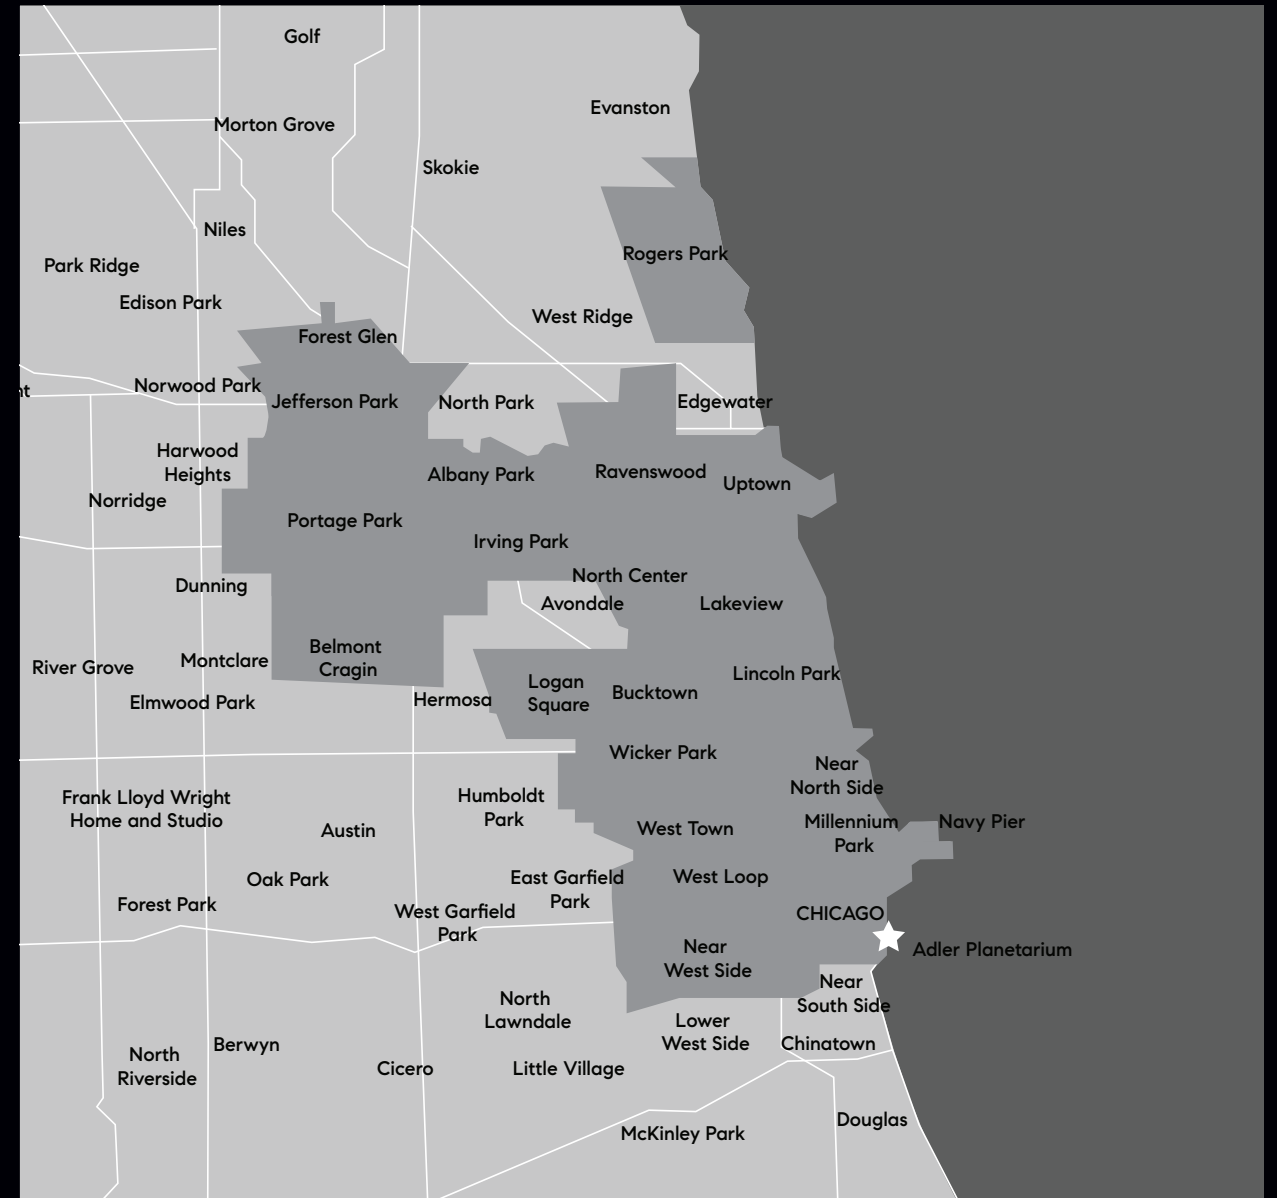 Golf
Evanston
Morton Grove
Skokie
Niles
Rogers Park
Park Ridge
Edison Park
West Ridge
Forest Glen
nt
Norwood Park
Jefferson Park
North Park
Edgewater
Harwood
Heights
Albany Park
Ravenswood
Uptown
Norridge
Portage Park
Irving Park
North Center
Dunning
Avondale
Lakeview
Belmont
Cragin
River Grove
Montclare
Lincoln Park
Elmwood Park
Hermosa
Logan
Square
Bucktown
Wicker Park
Near
North Side
Frank Lloyd Wright
Home and Studio
Humboldt
Park
Austin
West Town
Millennium
Park
Navy Pier
Oak Park
East Garfield
Park
West Loop
Forest Park
West Garfield
Park
CHICAGO
Adler Planetarium
Near
West Side
Near
South Side
North
Lawndale
Lower
West Side
Chinatown
Berwyn
North
Riverside
Cicero
Little Village
McKinley Park
Douglas